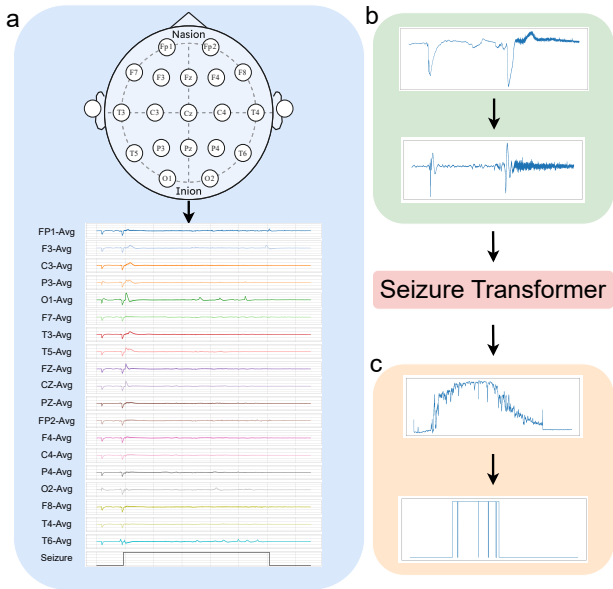 a
Nasion
Fp1 Fp2
F7 F3 Fz F4 F8
T3 C3 Cz C4 T4
T5 P3 Pz P4 T6
O1 O2
Inion
FP1-Avg
F3-Avg
C3-Avg
P3-Avg
O1-Avg
F7-Avg
T3-Avg
T5-Avg
FZ-Avg
CZ-Avg
PZ-Avg
FP2-Avg
F4-Avg
C4-Avg
P4-Avg
O2-Avg
F8-Avg
T4-Avg
T6-Avg
Seizure
b
Seizure Transformer
c